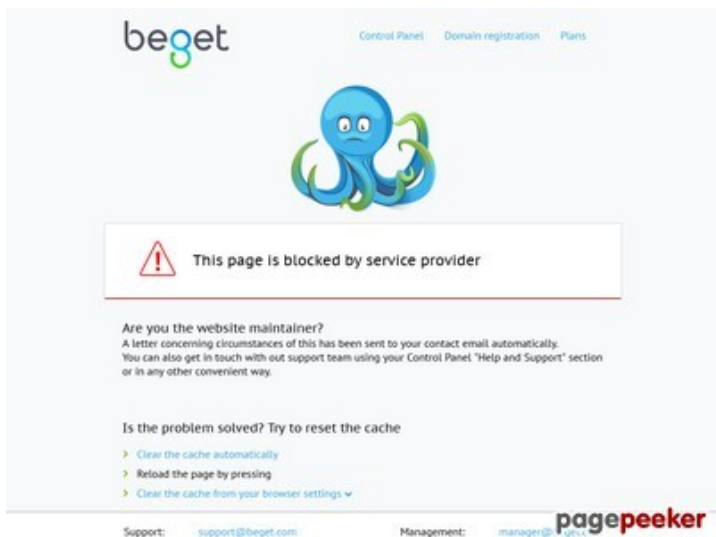 beget
Control Panel Domain registration Plans
This page is blocked by service provider
Are you the website maintainer?
A letter concerning circumstances of this has been sent to your contact email automatically.
You can also get in touch with out support team using your Control Panel "Help and Support" section
or in any other convenient way.
Is the problem solved? Try to reset the cache
Clear the cache automatically
Reload the page by pressing
Clear the cache from your browser settings
Support: support@beget.com Management:
pagepeeker